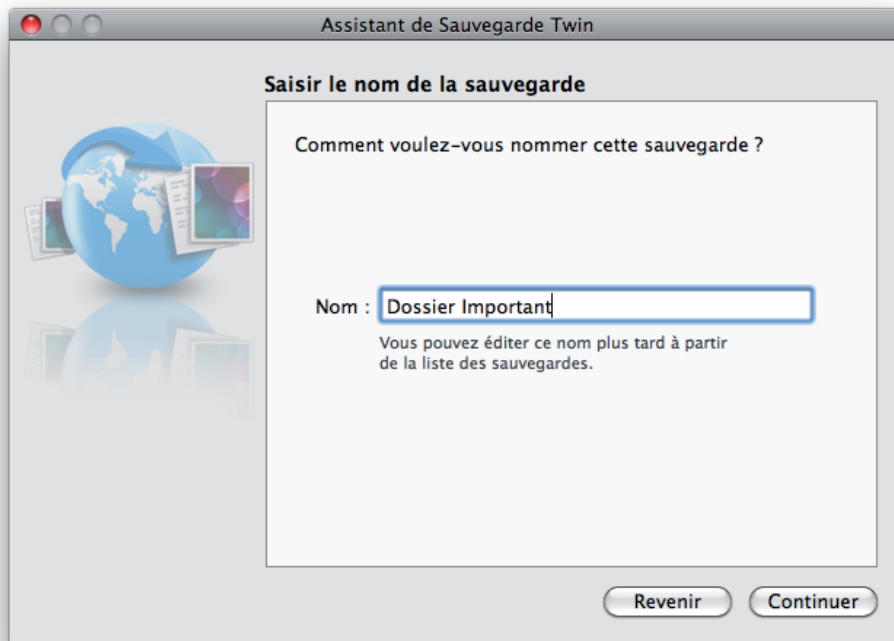 Assistant de Sauvegarde Twin
Saisir le nom de la sauvegarde
Comment voulez-vous nommer cette sauvegarde ?
Nom : Dossier Important
Vous pouvez éditer ce nom plus tard à partir
de la liste des sauvegardes.
Revenir Continuer